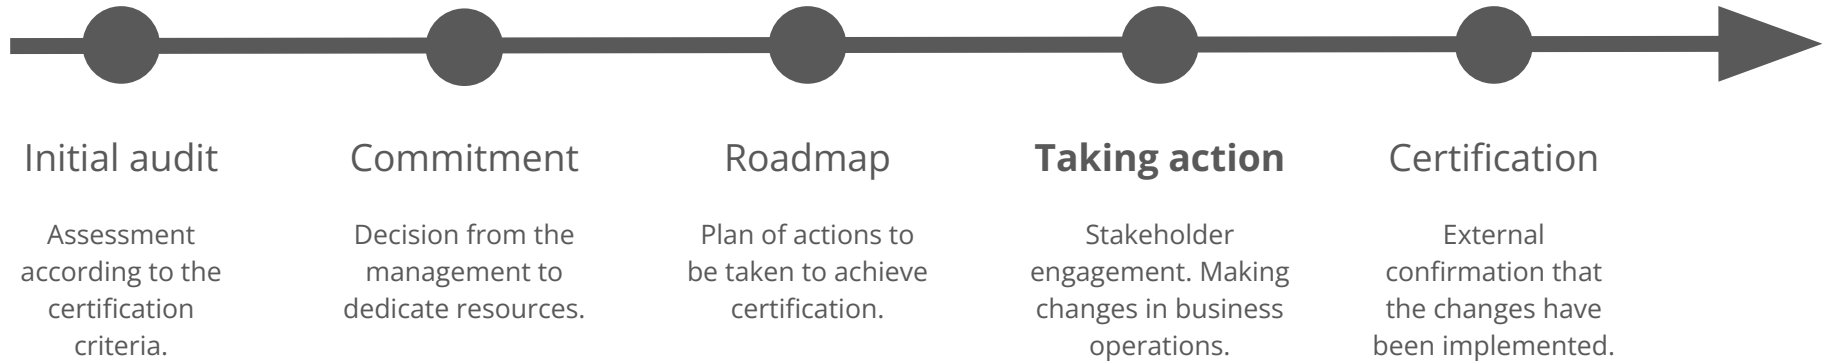 Initial audit
Assessment
according to the
certification
criteria.
Commitment
Decision from the
management to
dedicate resources.
Roadmap
Plan of actions to
be taken to achieve
certification.
Taking action
Stakeholder
engagement. Making
changes in business
operations.
Certification
External
confirmation that
the changes have
been implemented.